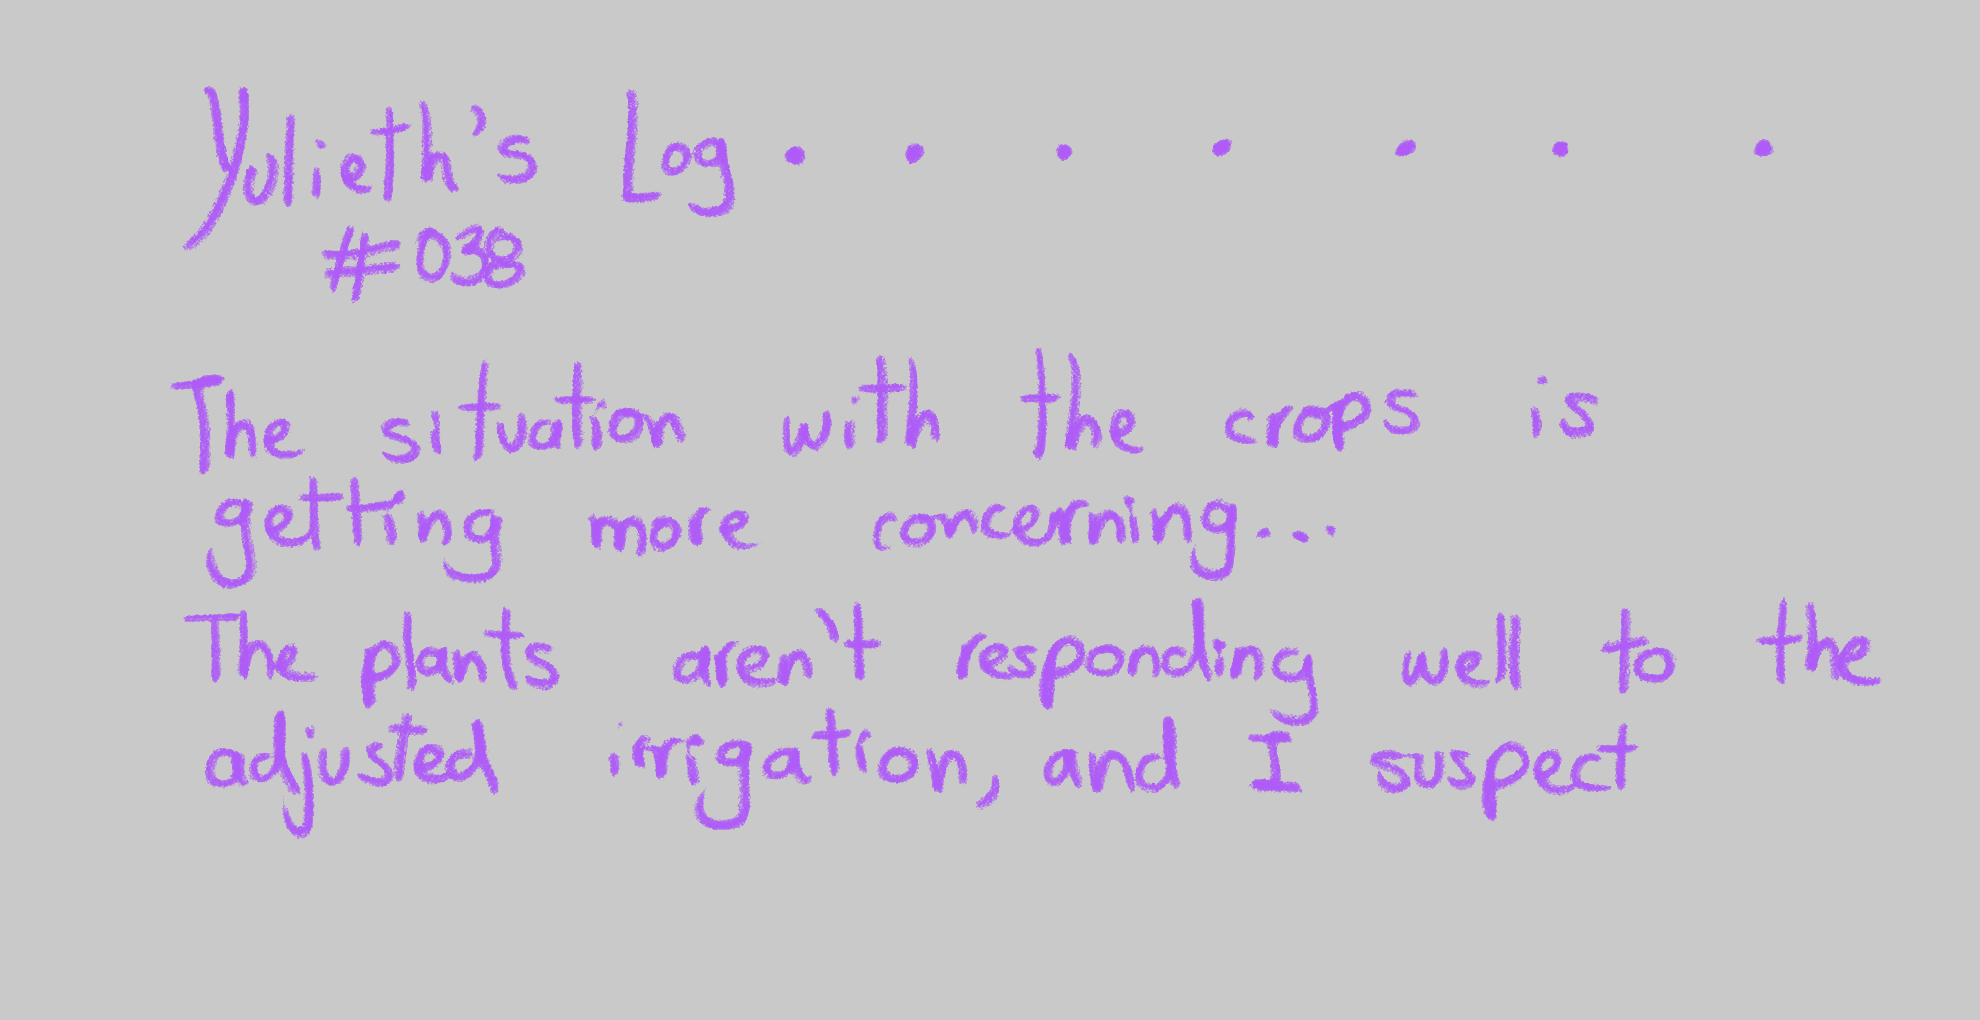 Yulieth's Log . . . . . . .
#038
The situation with the crops is
getting more concerning...
The plants aren't responding well to the
adjusted irrigation, and I suspect